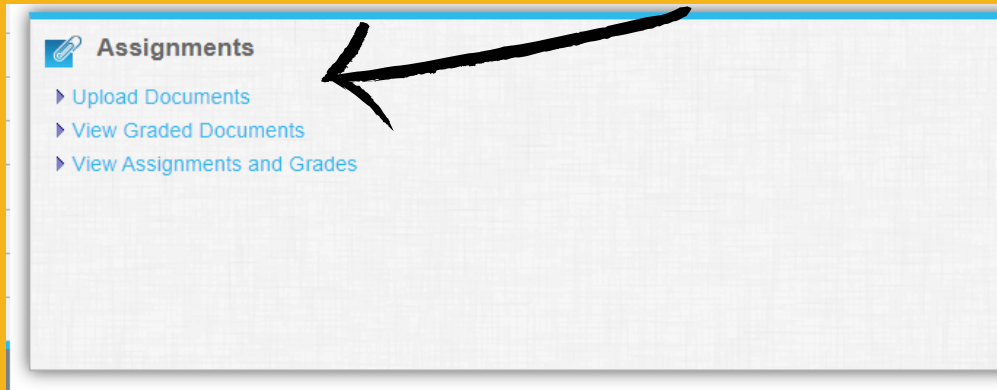 Assignments
Upload Documents
View Graded Documents
View Assignments and Grades